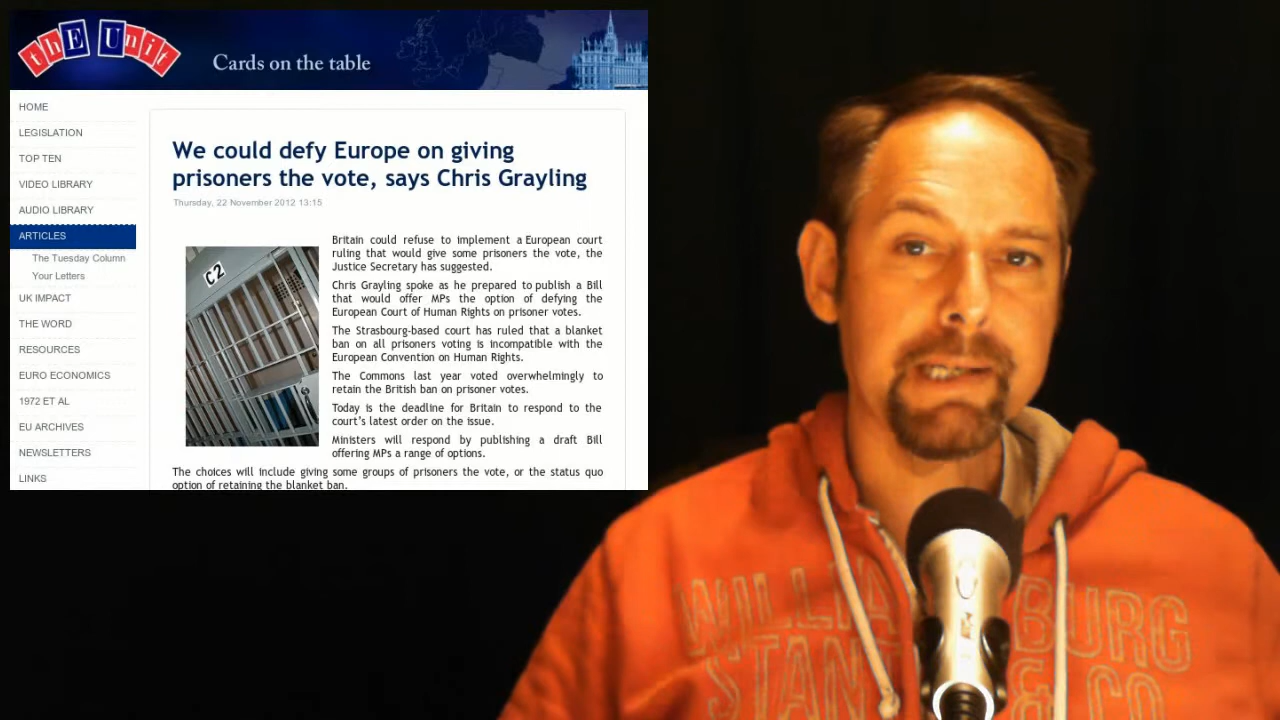 thE Unit
Cards on the table
HOME
LEGISLATION
TOP TEN
VIDEO LIBRARY
AUDIO LIBRARY
ARTICLES
The Tuesday Column
Your Letters
UK IMPACT
THE WORD
RESOURCES
EURO ECONOMICS
1972 ET AL
EU ARCHIVES
NEWSLETTERS
LINKS
We could defy Europe on giving
prisoners the vote, says Chris Grayling
Thursday, 22 November 2012 13:15
C2
Britain could refuse to implement a European court
ruling that would give some prisoners the vote, the
Justice Secretary has suggested.
Chris Grayling spoke as he prepared to publish a Bill
that would offer MPs the option of defying the
European Court of Human Rights on prisoner votes.
The Strasbourg-based court has ruled that a blanket
ban on all prisoners voting is incompatible with the
European Convention on Human Rights.
The Commons last year voted overwhelmingly to
retain the British ban on prisoner votes.
Today is the deadline for Britain to respond to the
court's latest order on the issue.
Ministers will respond by publishing a draft Bill
offering MPs a range of options.
The choices will include giving some groups of prisoners the vote, or the status quo
option of retaining the blanket ban.
WILLIA BURG
STAN & CO